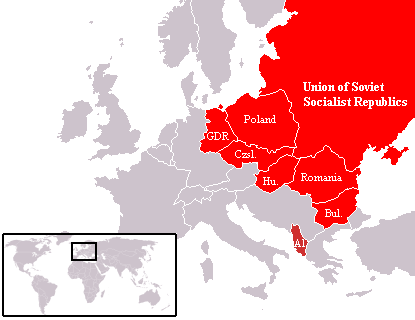 Union of Soviet
Socialist Republics
Poland
GDR
Czsl.
Hu.
Romania
Bul.
Al.